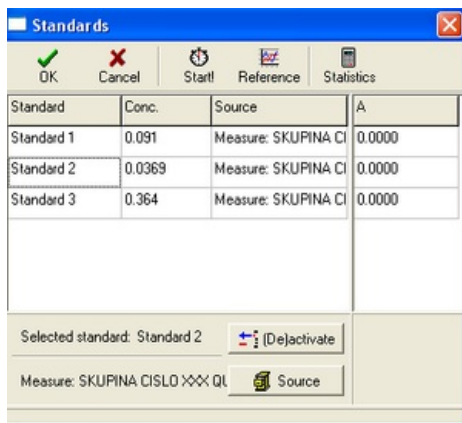 Standards
OK Cancel Start! Reference Statistics
Standard Conc. Source A
Standard 1 0.091 Measure: SKUPINA CI 0.0000
Standard 2 0.0369 Measure: SKUPINA CI 0.0000
Standard 3 0.364 Measure: SKUPINA CI 0.0000
Selected standard: Standard 2 (De)activate
Measure: SKUPINA CISLO XXX QU Source